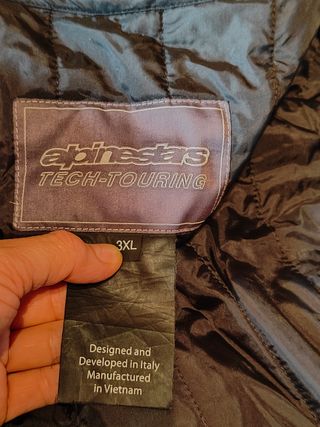 alpinestars
TECH-TOURING
3XL
Designed and
Developed in Italy
Manufactured
in Vietnam